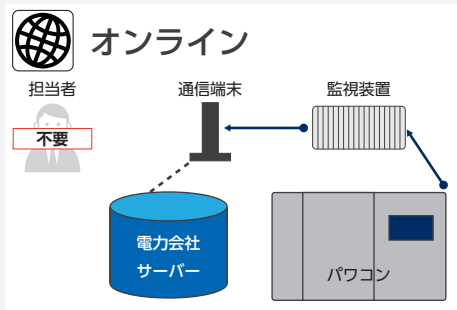 オンライン
担当者
通信端末
監視装置
不要
電力会社
サーバー
パワコン